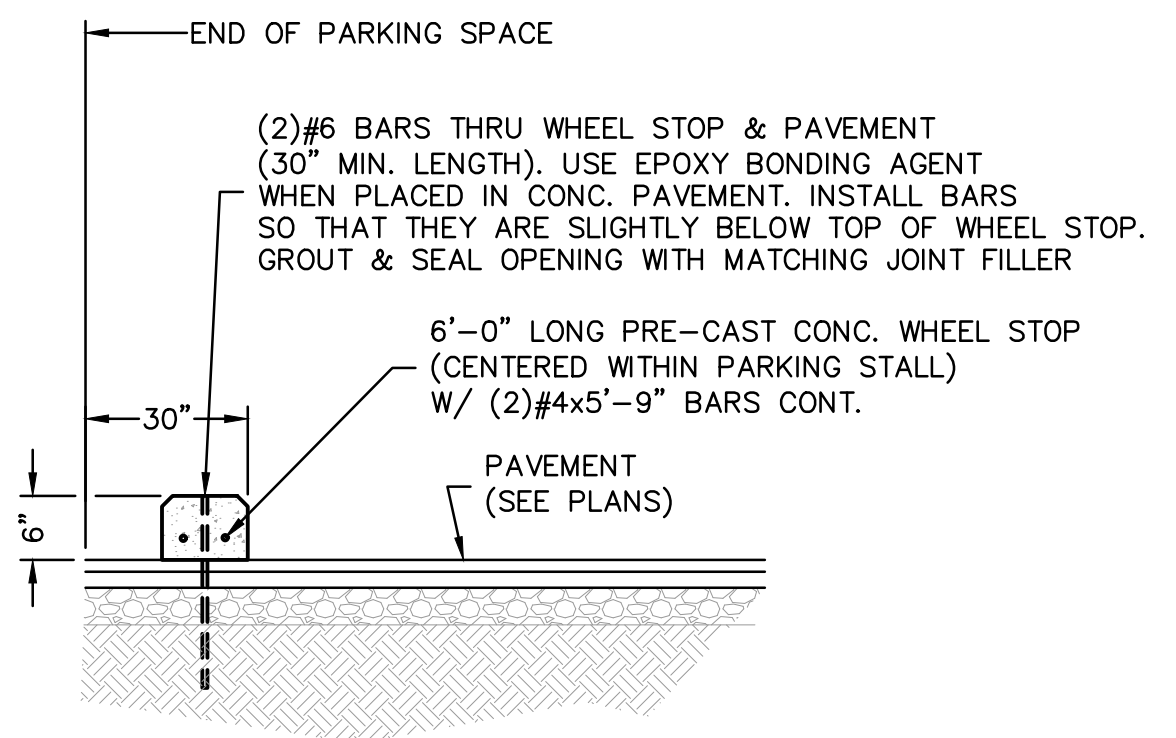 END OF PARKING SPACE
(2)#6 BARS THRU WHEEL STOP & PAVEMENT
(30" MIN. LENGTH). USE EPOXY BONDING AGENT
WHEN PLACED IN CONC. PAVEMENT. INSTALL BARS
SO THAT THEY ARE SLIGHTLY BELOW TOP OF WHEEL STOP.
GROUT & SEAL OPENING WITH MATCHING JOINT FILLER
6'-0" LONG PRE-CAST CONC. WHEEL STOP
(CENTERED WITHIN PARKING STALL)
W/ (2)#4x5'-9" BARS CONT.
30"
PAVEMENT
(SEE PLANS)
6"